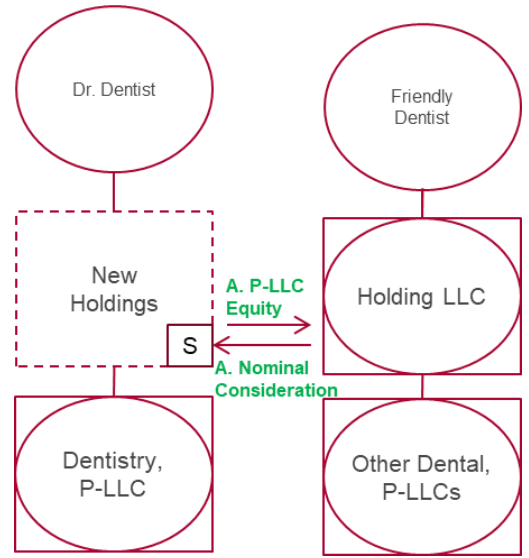 Dr. Dentist
Friendly
Dentist
New
Holdings
S
A. P-LLC
Equity
A. Nominal
Consideration
Holding LLC
Dentistry,
P-LLC
Other Dental,
P-LLCs